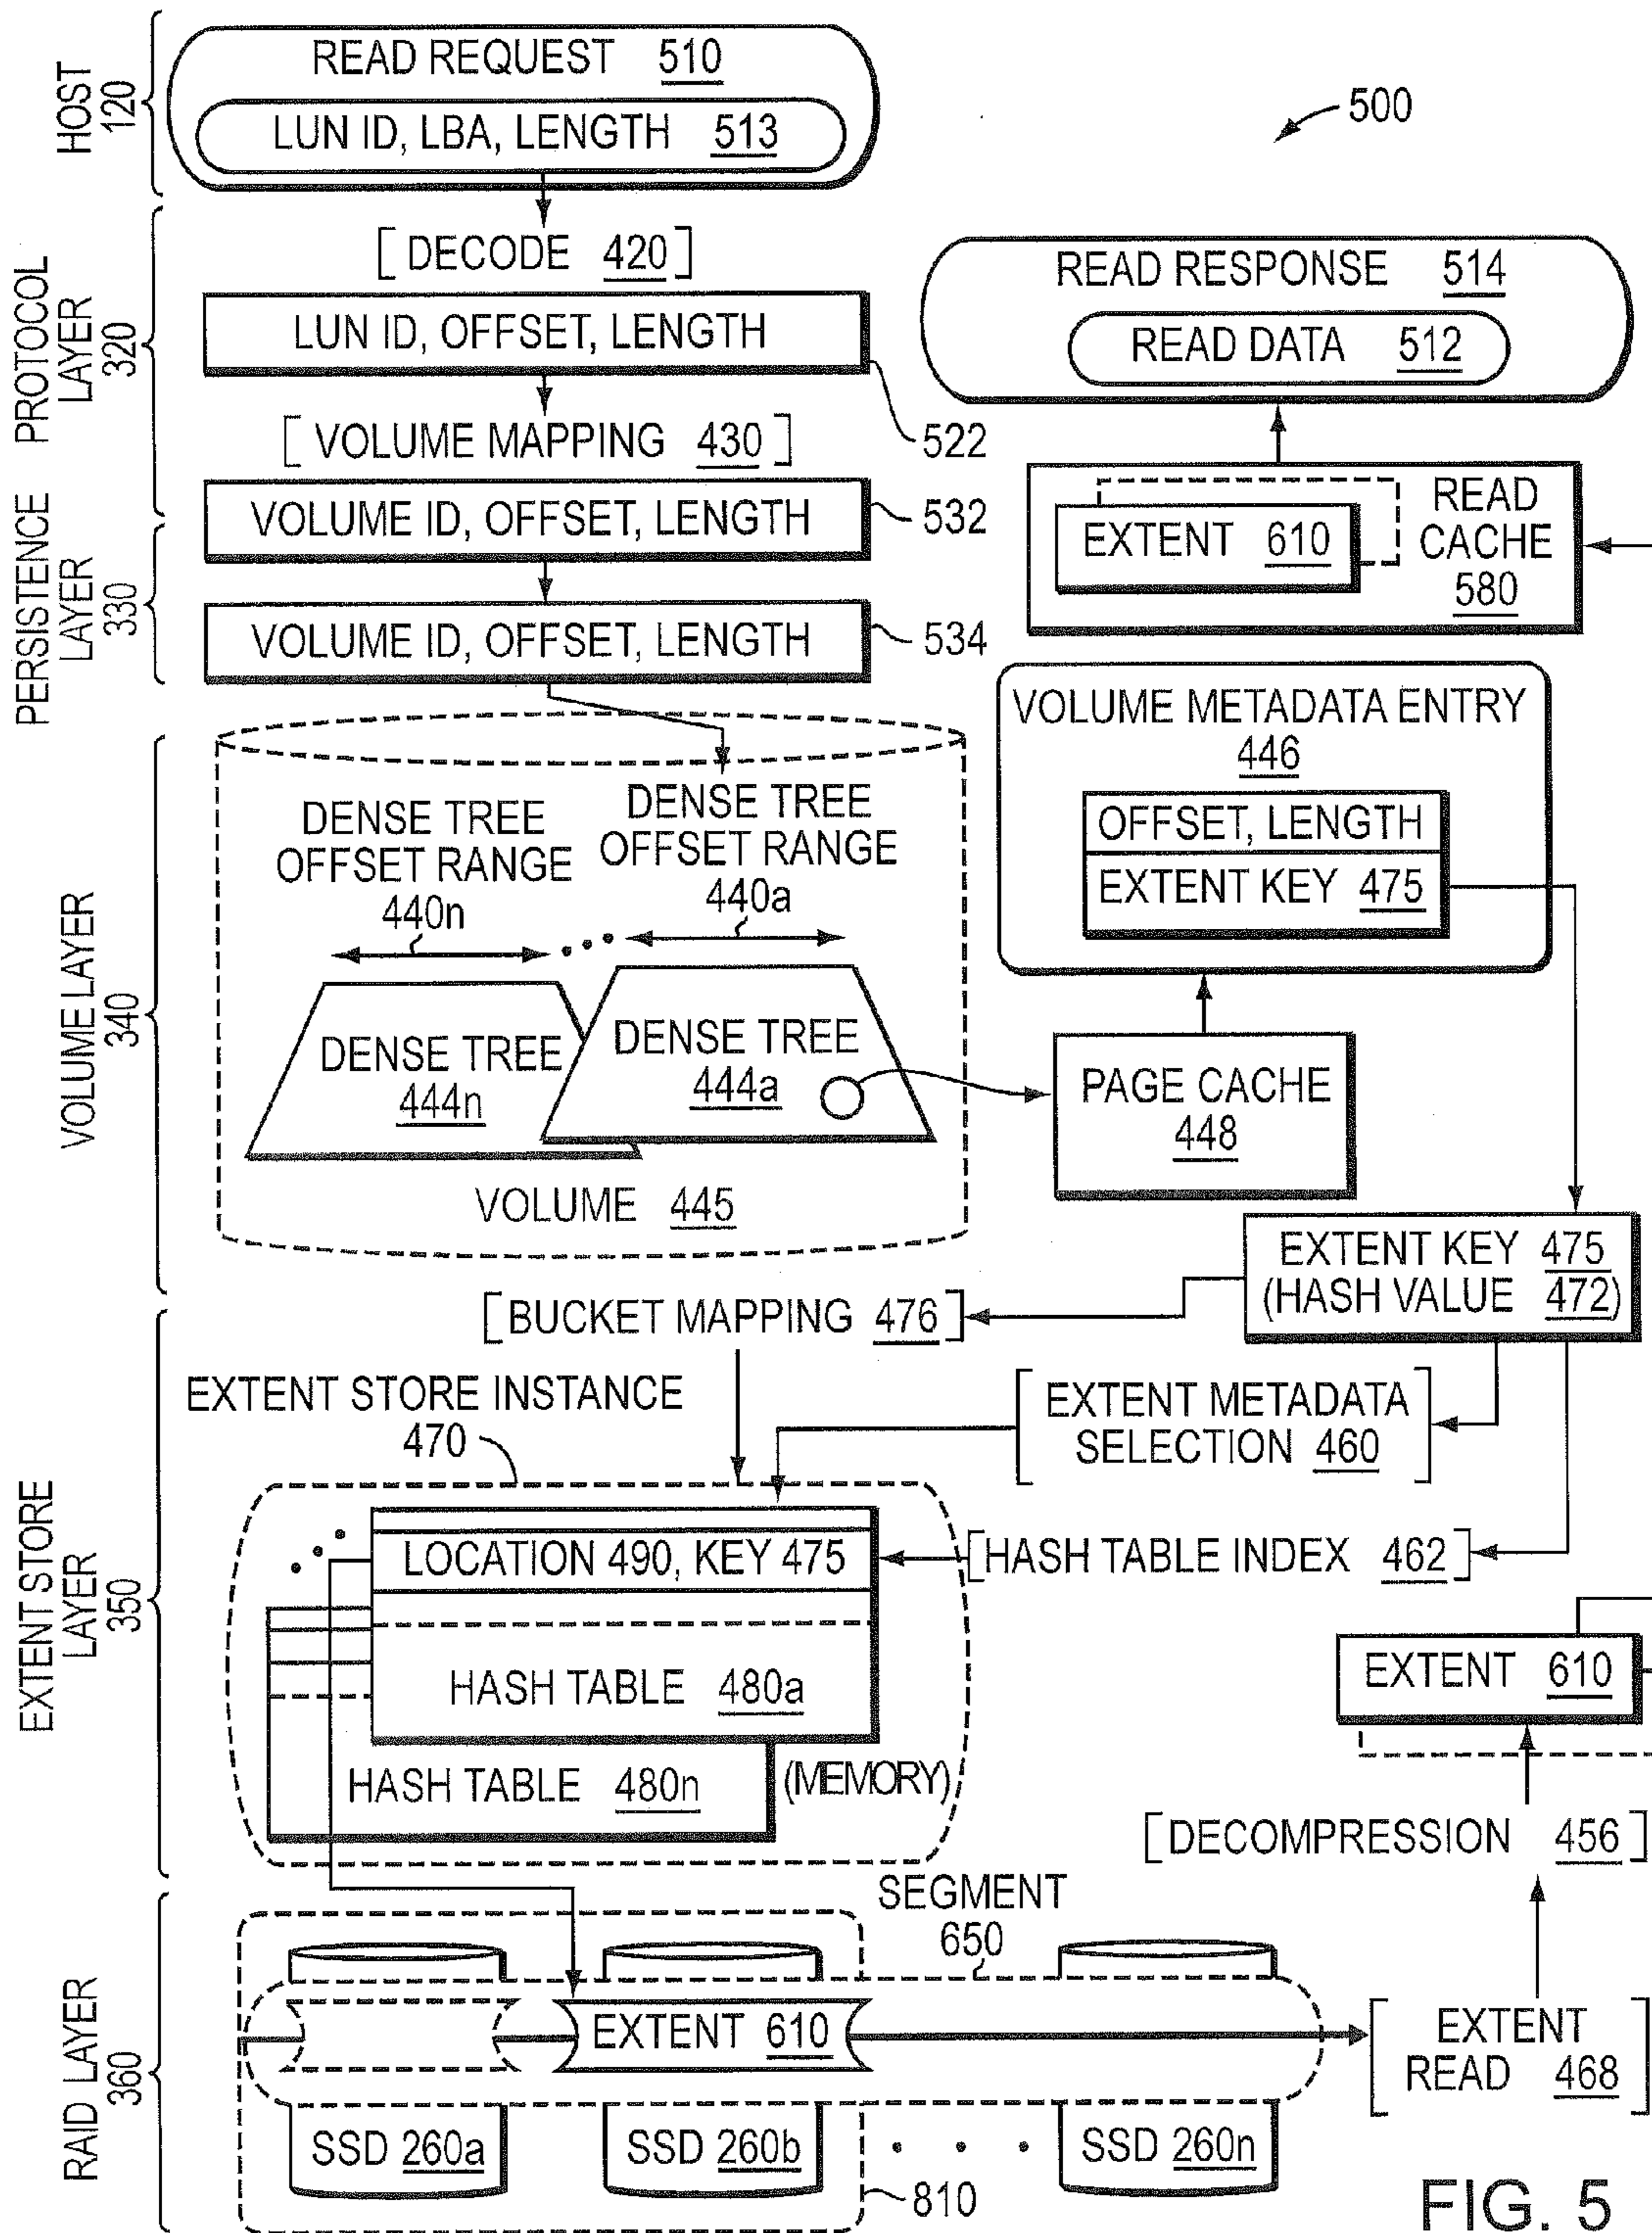 HOST
120
READ REQUEST 510
LUN ID, LBA, LENGTH 513
500
PROTOCOL
LAYER
320
[DECODE 420]
LUN ID, OFFSET, LENGTH
522
[VOLUME MAPPING 430]
VOLUME ID, OFFSET, LENGTH
532
PERSISTENCE
LAYER
330
VOLUME ID, OFFSET, LENGTH
534
READ RESPONSE 514
READ DATA 512
EXTENT 610
READ
CACHE
580
VOLUME LAYER
340
DENSE TREE
OFFSET RANGE
440n
DENSE TREE
OFFSET RANGE
440a
DENSE TREE
444n
DENSE TREE
444a
VOLUME 445
VOLUME METADATA ENTRY
446
OFFSET, LENGTH
EXTENT KEY 475
PAGE CACHE
448
EXTENT KEY 475
(HASH VALUE 472)
EXTENT STORE
LAYER
350
[BUCKET MAPPING 476]
EXTENT STORE INSTANCE
470
[EXTENT METADATA
SELECTION 460]
LOCATION 490, KEY 475
[HASH TABLE INDEX 462]
HASH TABLE 480a
HASH TABLE 480n
(MEMORY)
EXTENT 610
[DECOMPRESSION 456]
RAID LAYER
360
SEGMENT
650
EXTENT 610
[EXTENT
READ 468]
SSD 260a
SSD 260b
. . .
SSD 260n
810
FIG. 5